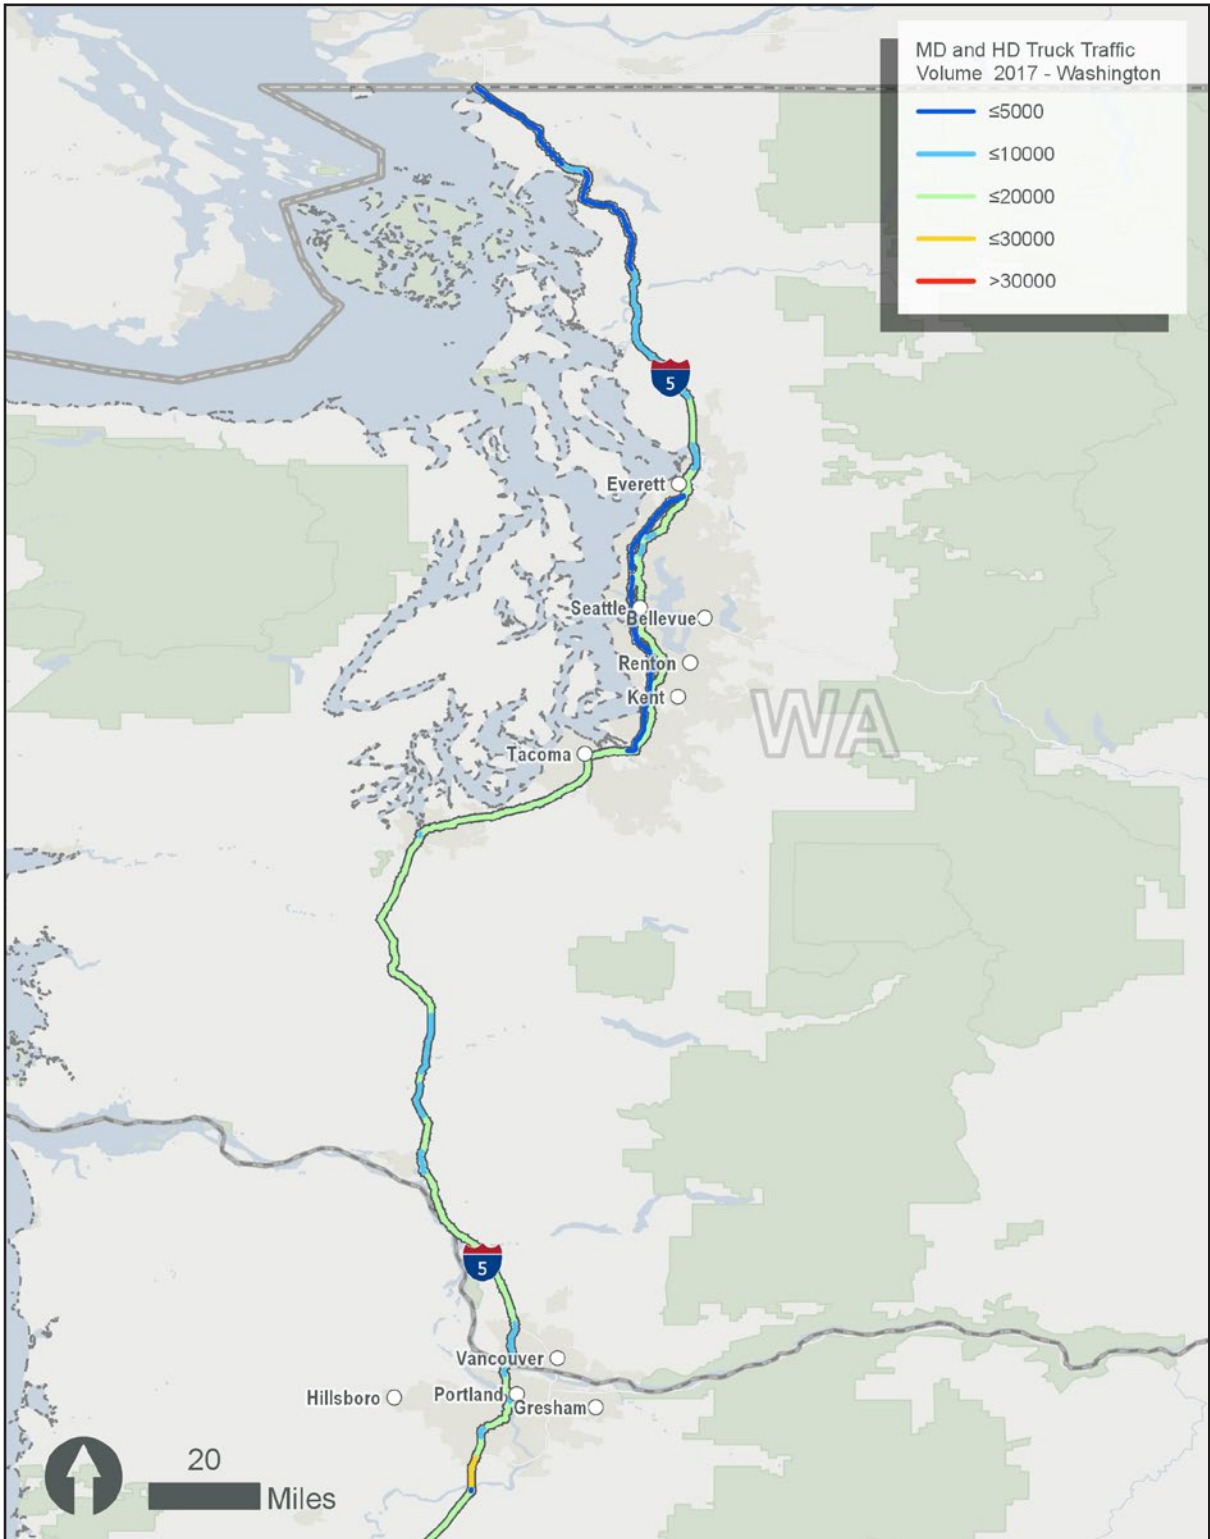 MD and HD Truck Traffic
Volume 2017 - Washington
≤5000
≤10000
≤20000
≤30000
>30000
5
Everett
Seattle
Bellevue
Renton
Kent
WA
Tacoma
5
Vancouver
Hillsboro
Portland
Gresham
20
Miles